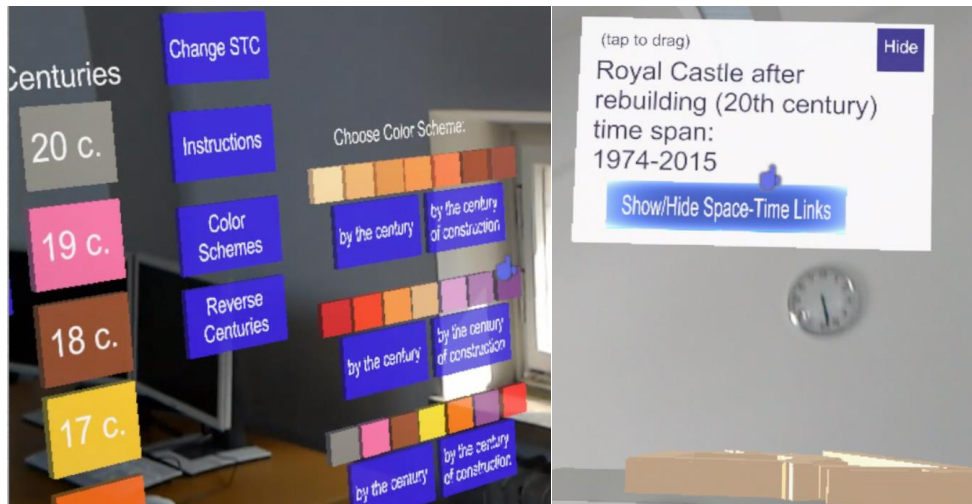 Centuries
20 c.
19 c.
18 c.
17 c.
Change STC
Instructions
Color
Schemes
Reverse
Centuries
Choose Color Scheme:
by the century
by the century
of construction
by the century
by the century
of construction
by the century
by the century
of construction
(tap to drag)
Hide
Royal Castle after
rebuilding (20th century)
time span:
1974-2015
Show/Hide Space-Time Links